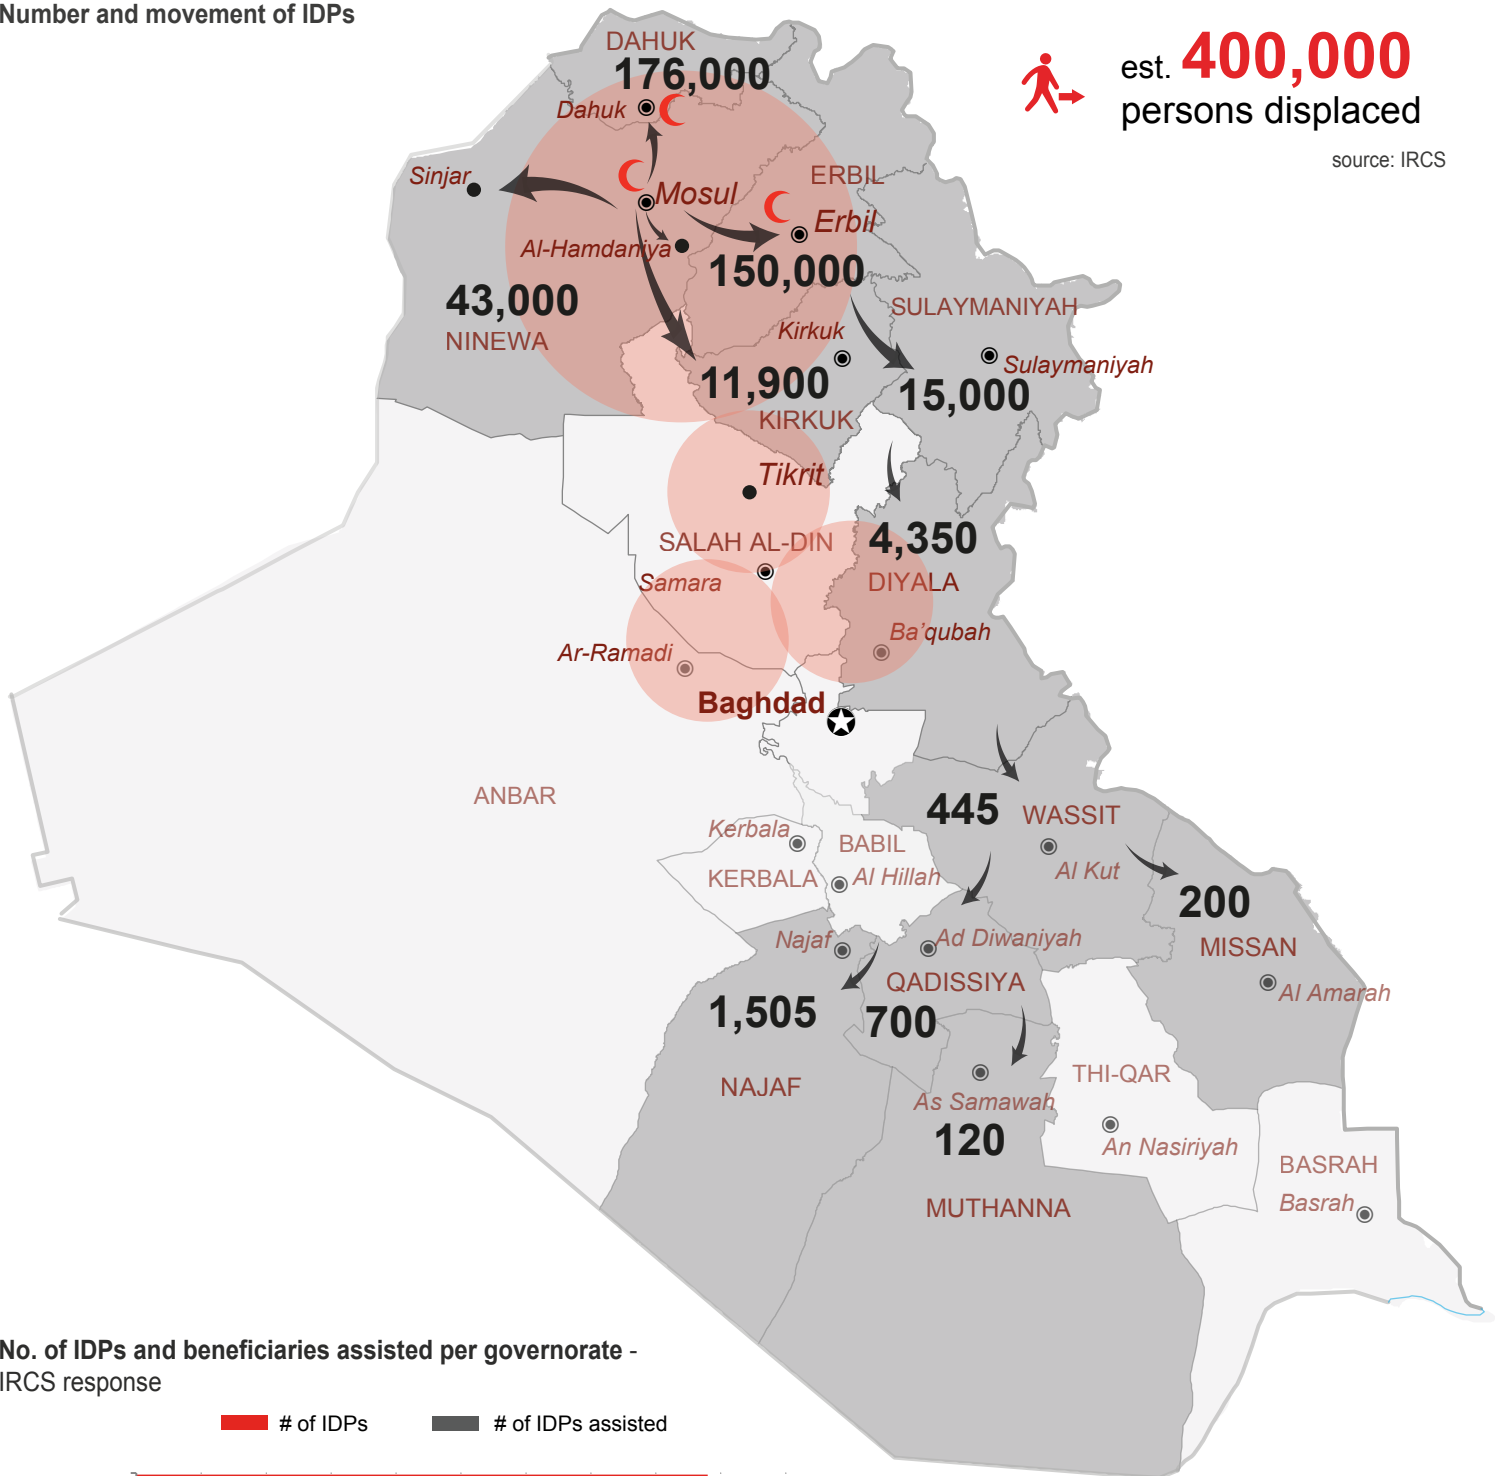 Number and movement of IDPs
est. 400,000
persons displaced
source: IRCS
DAHUK
176,000
Dahuk
Sinjar
Mosul
ERBIL
Erbil
Al-Hamdaniya
150,000
43,000
NINEWA
SULAYMANIYAH
Kirkuk
Sulaymaniyah
11,900
15,000
KIRKUK
Tikrit
SALAH AL-DIN
4,350
Samara
DIYALA
Ba'qubah
Ar-Ramadi
Baghdad
ANBAR
445
WASSIT
Kerbala
BABIL
KERBALA
Al Hillah
Al Kut
200
MISSAN
Najaf
Ad Diwaniyah
QADISSIYA
Al Amarah
1,505
700
NAJAF
THI-QAR
As Samawah
120
An Nasiriyah
BASRAH
Basrah
MUTHANNA
No. of IDPs and beneficiaries assisted per governorate -
IRCS response
# of IDPs
# of IDPs assisted